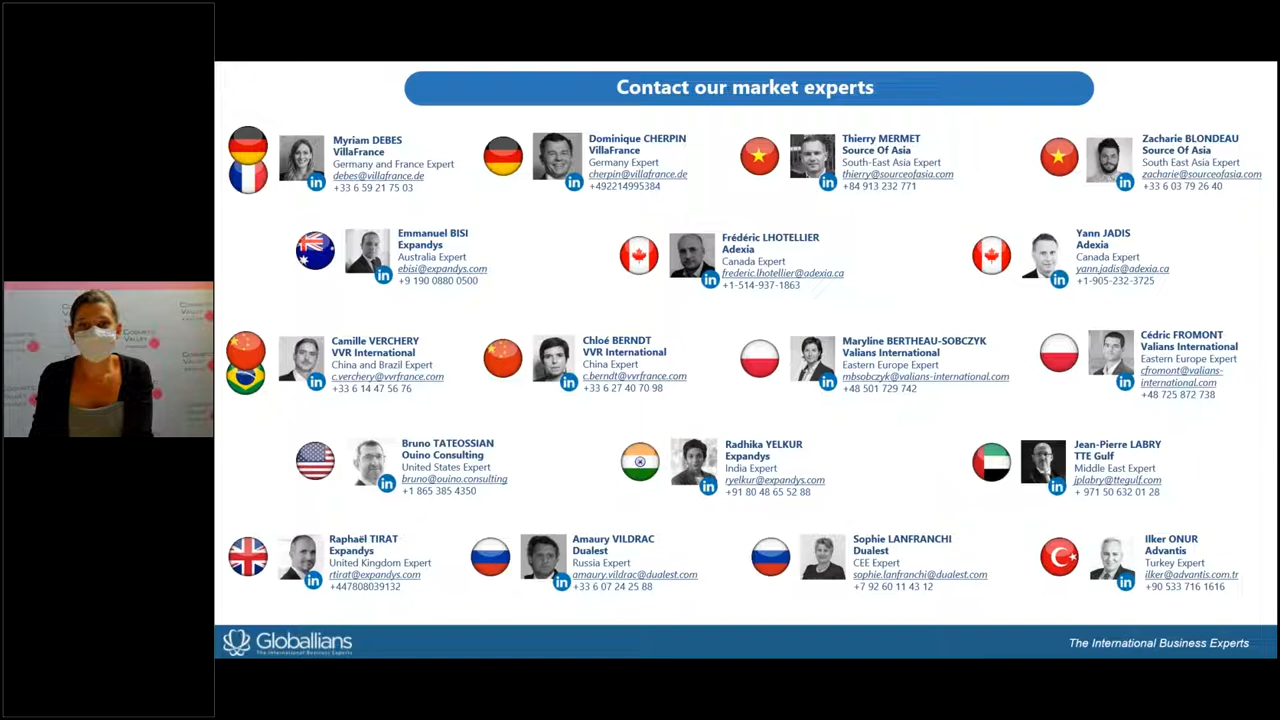 Contact our market experts
Myriam DEBES
VillaFrance
Germany and France Expert
debes@villafrance.de
+33 6 59 21 75 03
Dominique CHERPIN
VillaFrance
Germany Expert
cherpin@villafrance.de
+492214995384
Thierry MERMET
Source Of Asia
South-East Asia Expert
thierry@sourceofasia.com
+84 913 232 771
Zacharie BLONDEAU
Source Of Asia
South East Asia Expert
zacharie@sourceofasia.com
+33 6 03 79 26 40
Emmanuel BISI
Expandys
Australia Expert
ebisi@expandys.com
+9 190 0880 0500
Frédéric LHOTELLIER
Adexia
Canada Expert
frederic.lhotellier@adexia.ca
+1-514-937-1863
Yann JADIS
Adexia
Canada Expert
yann.jadis@adexia.ca
+1-905-232-3725
Camille VERCHERY
VVR International
China and Brazil Expert
c.verchery@vvrfrance.com
+33 6 14 47 56 76
Chloé BERNDT
VVR International
China Expert
c.berndt@vvrfrance.com
+33 6 27 40 70 98
Maryline BERTHEAU-SOBCZYK
Valians International
Eastern Europe Expert
mbsobczyk@valians-international.com
+48 501 729 742
Cédric FROMONT
Valians International
Eastern Europe Expert
cfromont@valians-
international.com
+48 725 872 738
Bruno TATEOSSIAN
Ouino Consulting
United States Expert
bruno@ouino.consulting
+1 865 385 4350
Radhika YELKUR
Expandys
India Expert
ryelkur@expandys.com
+91 80 48 65 52 88
Jean-Pierre LABRY
TTE Gulf
Middle East Expert
jplabry@ttegulf.com
+ 971 50 632 01 28
Raphaël TIRAT
Expandys
United Kingdom Expert
rtirat@expandys.com
+447808039132
Amaury VILDRAC
Dualest
Russia Expert
amaury.vildrac@dualest.com
+33 6 07 24 25 88
Sophie LANFRANCHI
Dualest
CEE Expert
sophie.lanfranchi@dualest.com
+7 92 60 11 43 12
Ilker ONUR
Advantis
Turkey Expert
ilker@advantis.com.tr
+90 533 716 1616
Globallians
The International Business Experts
The International Business Experts